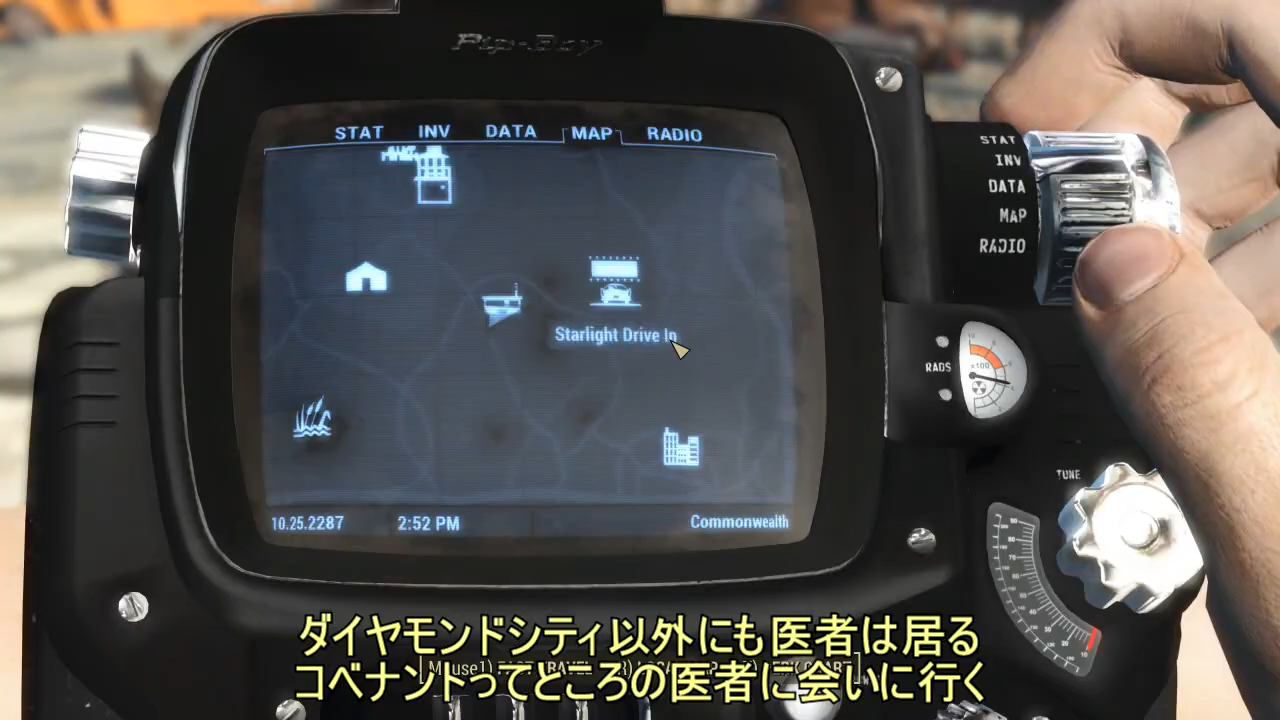 Pip-Boy
STAT INV DATA MAP RADIO
STAT
INV
DATA
MAP
RADIO
Starlight Drive In
RADS
x100
TUNE
10.25.2287 2:52 PM Commonwealth
ダイヤモンドシティ以外にも医者は居る
コベナントってところの医者に会いに行く